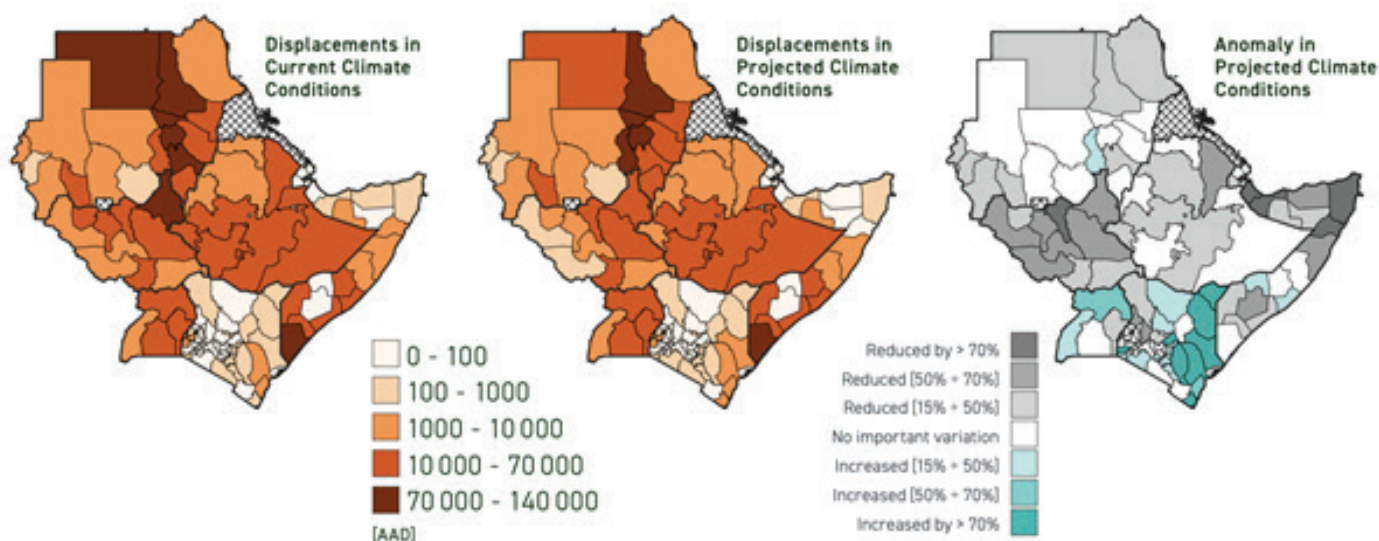 Displacements in
Current Climate
Conditions
Displacements in
Projected Climate
Conditions
Anomaly in
Projected Climate
Conditions
0 - 100
100 - 1000
1000 - 10 000
10 000 - 70 000
70 000 - 140 000
[AAD]
Reduced by > 70%
Reduced [50% ÷ 70%]
Reduced [15% ÷ 50%]
No important variation
Increased [15% ÷ 50%]
Increased [50% ÷ 70%]
Increased by > 70%